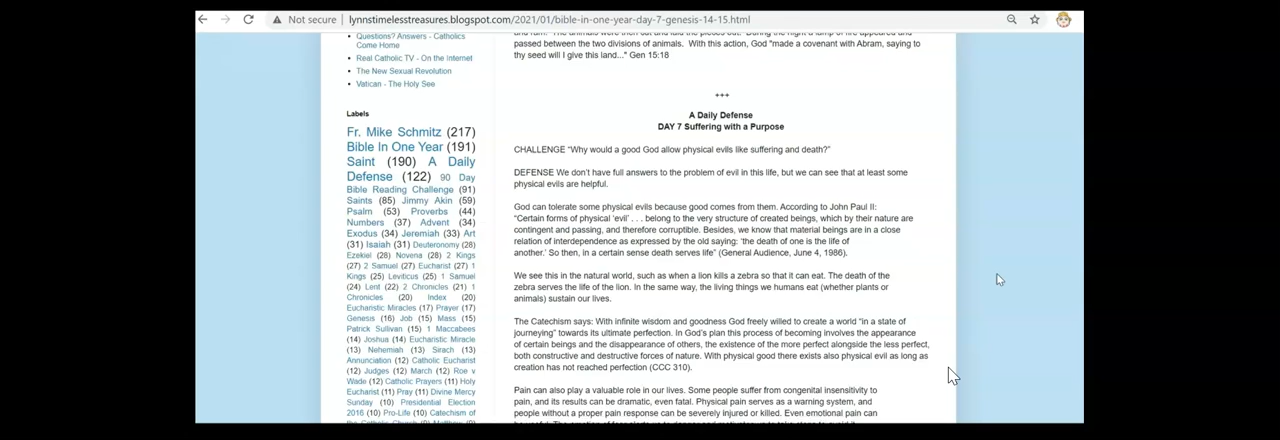 Not secure | lynnstimelesstreasures.blogspot.com/2021/01/bible-in-one-year-day-7-genesis-14-15.html
Questions? Answers - Catholics
Come Home
Real Catholic TV - On the Internet
The New Sexual Revolution
Vatican - The Holy See
Labels
Fr. Mike Schmitz (217)
Bible In One Year (191)
Saint (190) A Daily
Defense (122) 90 Day
Bible Reading Challenge (91)
Saints (85) Jimmy Akin (59)
Psalm (53) Proverbs (44)
Numbers (37) Advent (34)
Exodus (34) Jeremiah (33) Art
(31) Isaiah (31) Deuteronomy (28)
Ezekiel (28) Novena (28) 2 Kings
(27) 2 Samuel (27) Eucharist (27) 1
Kings (25) Leviticus (25) 1 Samuel
(24) Lent (22) 2 Chronicles (21) 1
Chronicles (20) Index (20)
Eucharistic Miracles (17) Prayer (17)
Genesis (16) Job (15) Mass (15)
Patrick Sullivan (15) 1 Maccabees
(14) Joshua (14) Eucharistic Miracle
(13) Nehemiah (13) Sirach (13)
Annunciation (12) Catholic Eucharist
(12) Judges (12) March (12) Roe v
Wade (12) Catholic Prayers (11) Holy
Eucharist (11) Pray (11) Divine Mercy
Sunday (10) Presidential Election
2016 (10) Pro-Life (10) Catechism of
passed between the two divisions of animals. With this action, God "made a covenant with Abram, saying to
thy seed will I give this land..." Gen 15:18
+++
A Daily Defense
DAY 7 Suffering with a Purpose
CHALLENGE “Why would a good God allow physical evils like suffering and death?”
DEFENSE We don’t have full answers to the problem of evil in this life, but we can see that at least some
physical evils are helpful.
God can tolerate some physical evils because good comes from them. According to John Paul II:
“Certain forms of physical ‘evil’ . . . belong to the very structure of created beings, which by their nature are
contingent and passing, and therefore corruptible. Besides, we know that material beings are in a close
relation of interdependence as expressed by the old saying: ‘the death of one is the life of
another.’ So then, in a certain sense death serves life” (General Audience, June 4, 1986).
We see this in the natural world, such as when a lion kills a zebra so that it can eat. The death of the
zebra serves the life of the lion. In the same way, the living things we humans eat (whether plants or
animals) sustain our lives.
The Catechism says: With infinite wisdom and goodness God freely willed to create a world “in a state of
journeying” towards its ultimate perfection. In God’s plan this process of becoming involves the appearance
of certain beings and the disappearance of others, the existence of the more perfect alongside the less perfect,
both constructive and destructive forces of nature. With physical good there exists also physical evil as long as
creation has not reached perfection (CCC 310).
Pain can also play a valuable role in our lives. Some people suffer from congenital insensitivity to
pain, and its results can be dramatic, even fatal. Physical pain serves as a warning system, and
people without a proper pain response can be severely injured or killed. Even emotional pain can